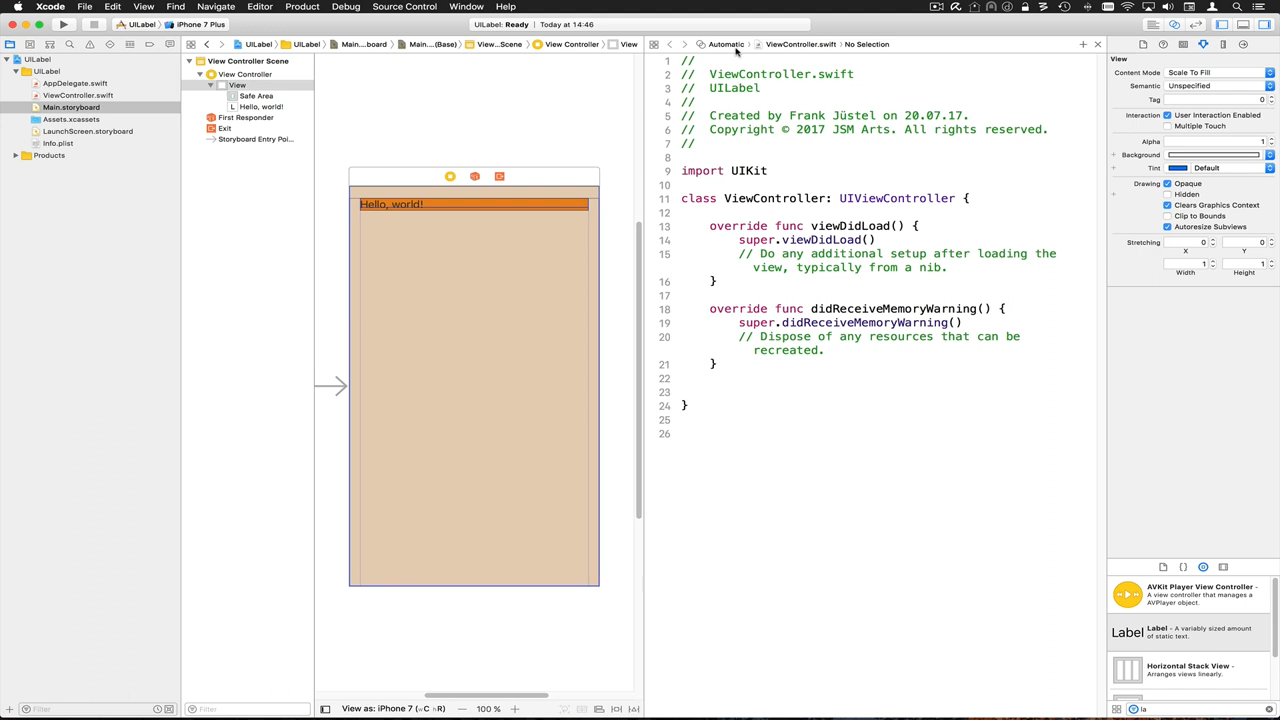 Xcode File Edit View Find Navigate Editor Product Debug Source Control Window Help
UILabel iPhone 7 Plus
UILabel: Ready Today at 14:46
UILabel UILabel Main....board Main....(Base) View...Scene View Controller View
Automatic ViewController.swift No Selection
UILabel
UILabel
AppDelegate.swift
ViewController.swift
Main.storyboard
Assets.xcassets
LaunchScreen.storyboard
Info.plist
Products
Filter
View Controller Scene
View Controller
View
Safe Area
L Hello, world!
First Responder
Exit
Storyboard Entry Poi...
Filter
Hello, world!
View as: iPhone 7 (wC hR)
100 %
1 //
2 // ViewController.swift
3 // UILabel
4 //
5 // Created by Frank Jüstel on 20.07.17.
6 // Copyright © 2017 JSM Arts. All rights reserved.
7 //
8
9 import UIKit
10
11 class ViewController: UIViewController {
12
13 override func viewDidLoad() {
14 super.viewDidLoad()
15 // Do any additional setup after loading the
view, typically from a nib.
16 }
17
18 override func didReceiveMemoryWarning() {
19 super.didReceiveMemoryWarning()
20 // Dispose of any resources that can be
recreated.
21 }
22
23
24 }
25
26
View
Content Mode Scale To Fill
Semantic Unspecified
Tag 0
Interaction User Interaction Enabled
Multiple Touch
Alpha 1
Background
Tint Default
Drawing Opaque
Hidden
Clears Graphics Context
Clip to Bounds
Autoresize Subviews
Stretching 0 0
X Y
1 1
Width Height
AVKit Player View Controller -
A view controller that manages a
AVPlayer object.
Label Label - A variably sized amount
of static text.
Horizontal Stack View -
Arranges views linearly.
la